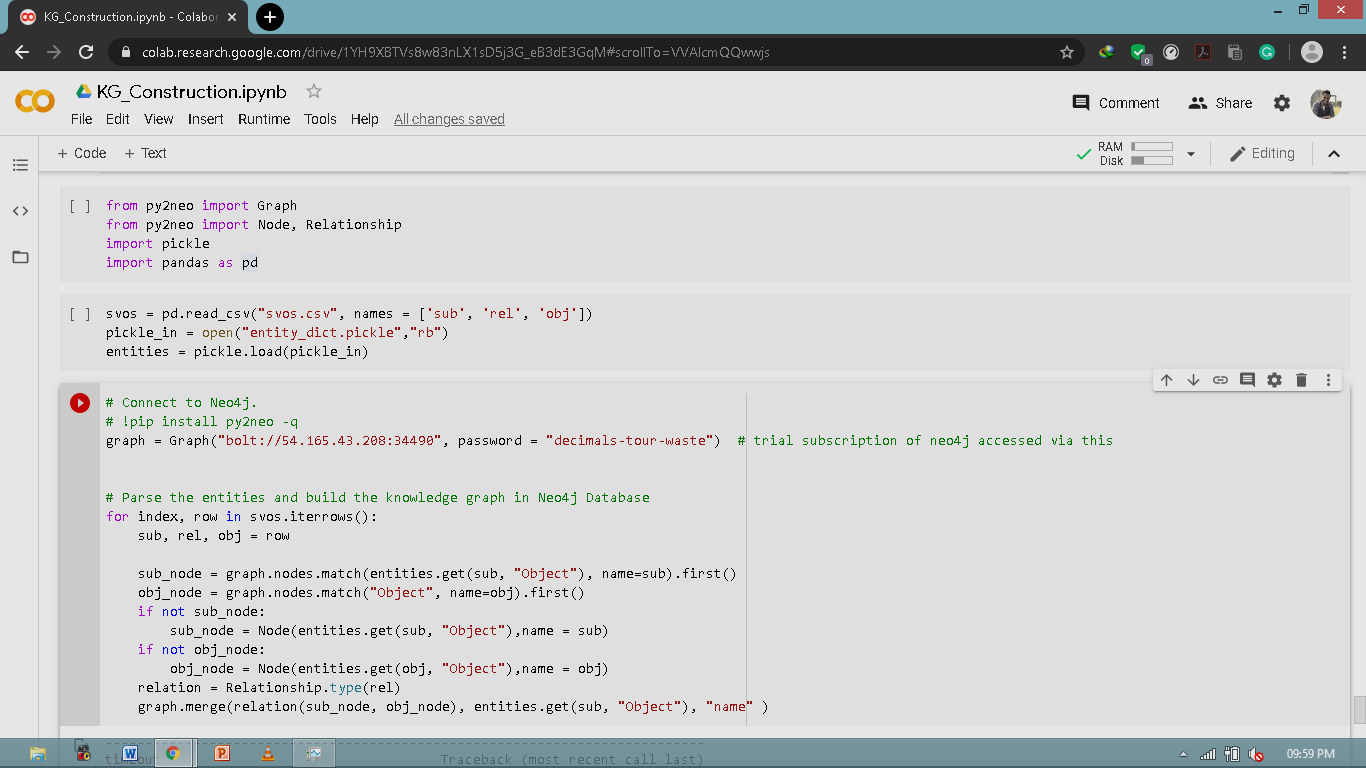 KG_Construction.ipynb - Colabor
colab.research.google.com/drive/1YH9XBTVs8w83nLX1sD5j3G_eB3dE3GqM#scrollTo=VVAlcmQQwwjs
0
KG_Construction.ipynb
File Edit View Insert Runtime Tools Help All changes saved
Comment Share
+ Code + Text
RAM
Disk
Editing
[ ] from py2neo import Graph
from py2neo import Node, Relationship
import pickle
import pandas as pd
[ ] svos = pd.read_csv("svos.csv", names = ['sub', 'rel', 'obj'])
pickle_in = open("entity_dict.pickle","rb")
entities = pickle.load(pickle_in)
# Connect to Neo4j.
# !pip install py2neo -q
graph = Graph("bolt://54.165.43.208:34490", password = "decimals-tour-waste")  # trial subscription of neo4j accessed via this
# Parse the entities and build the knowledge graph in Neo4j Database
for index, row in svos.iterrows():
    sub, rel, obj = row
    sub_node = graph.nodes.match(entities.get(sub, "Object"), name=sub).first()
    obj_node = graph.nodes.match("Object", name=obj).first()
    if not sub_node:
        sub_node = Node(entities.get(sub, "Object"),name = sub)
    if not obj_node:
        obj_node = Node(entities.get(obj, "Object"),name = obj)
    relation = Relationship.type(rel)
    graph.merge(relation(sub_node, obj_node), entities.get(sub, "Object"), "name" )
timeout Traceback (most recent call last)
09:59 PM